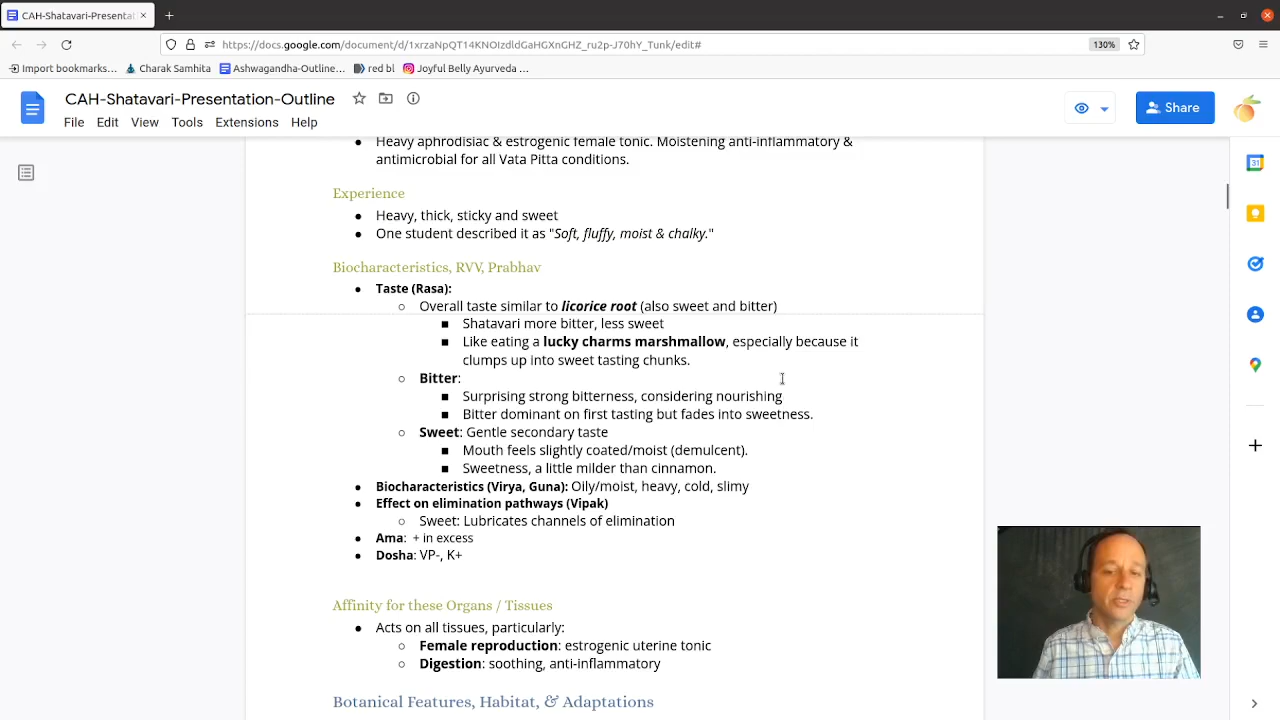 CAH-Shatavari-Presentat
https://docs.google.com/document/d/1xrzaNpQT14KNOIzdldGaHGXnGHZ_ru2p-J70hY_Tunk/edit#
130%
Import bookmarks...
Charak Samhita
Ashwagandha-Outline...
red bl
Joyful Belly Ayurveda ...
CAH-Shatavari-Presentation-Outline
File Edit View Tools Extensions Help
Share
31
● Heavy aphrodisiac & estrogenic female tonic. Moistening anti-inflammatory &
antimicrobial for all Vata Pitta conditions.
Experience
● Heavy, thick, sticky and sweet
● One student described it as "Soft, fluffy, moist & chalky."
Biocharacteristics, RVV, Prabhav
● Taste (Rasa):
○ Overall taste similar to licorice root (also sweet and bitter)
■ Shatavari more bitter, less sweet
■ Like eating a lucky charms marshmallow, especially because it
clumps up into sweet tasting chunks.
○ Bitter:
■ Surprising strong bitterness, considering nourishing
■ Bitter dominant on first tasting but fades into sweetness.
○ Sweet: Gentle secondary taste
■ Mouth feels slightly coated/moist (demulcent).
■ Sweetness, a little milder than cinnamon.
● Biocharacteristics (Virya, Guna): Oily/moist, heavy, cold, slimy
● Effect on elimination pathways (Vipak)
○ Sweet: Lubricates channels of elimination
● Ama: + in excess
● Dosha: VP-, K+
Affinity for these Organs / Tissues
● Acts on all tissues, particularly:
○ Female reproduction: estrogenic uterine tonic
○ Digestion: soothing, anti-inflammatory
Botanical Features, Habitat, & Adaptations